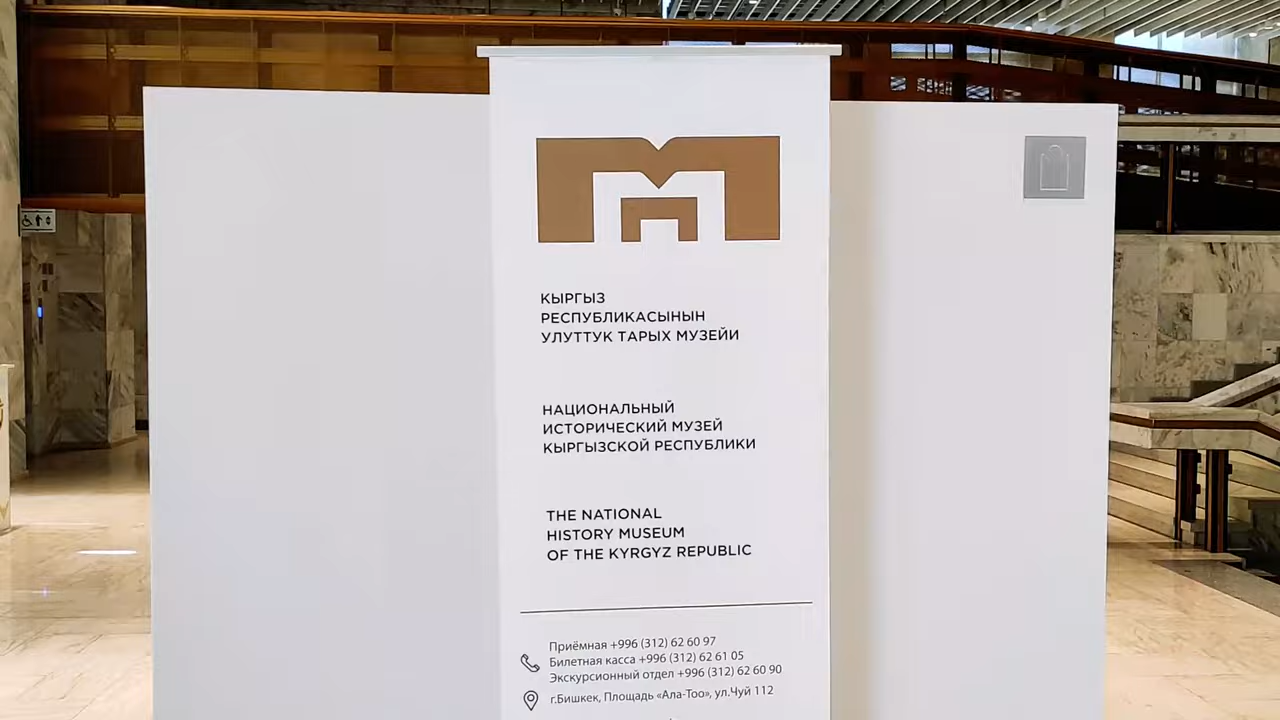 КЫРГЫЗ
РЕСПУБЛИКАСЫНЫН
УЛУТТУК ТАРЫХ МУЗЕЙИ
НАЦИОНАЛЬНЫЙ
ИСТОРИЧЕСКИЙ МУЗЕЙ
КЫРГЫЗСКОЙ РЕСПУБЛИКИ
THE NATIONAL
HISTORY MUSEUM
OF THE KYRGYZ REPUBLIC
Приёмная +996 (312) 62 60 97
Билетная касса +996 (312) 62 61 05
Экскурсионный отдел +996 (312) 62 60 90
г.Бишкек, Площадь «Ала-Тоо», ул.Чуй 112